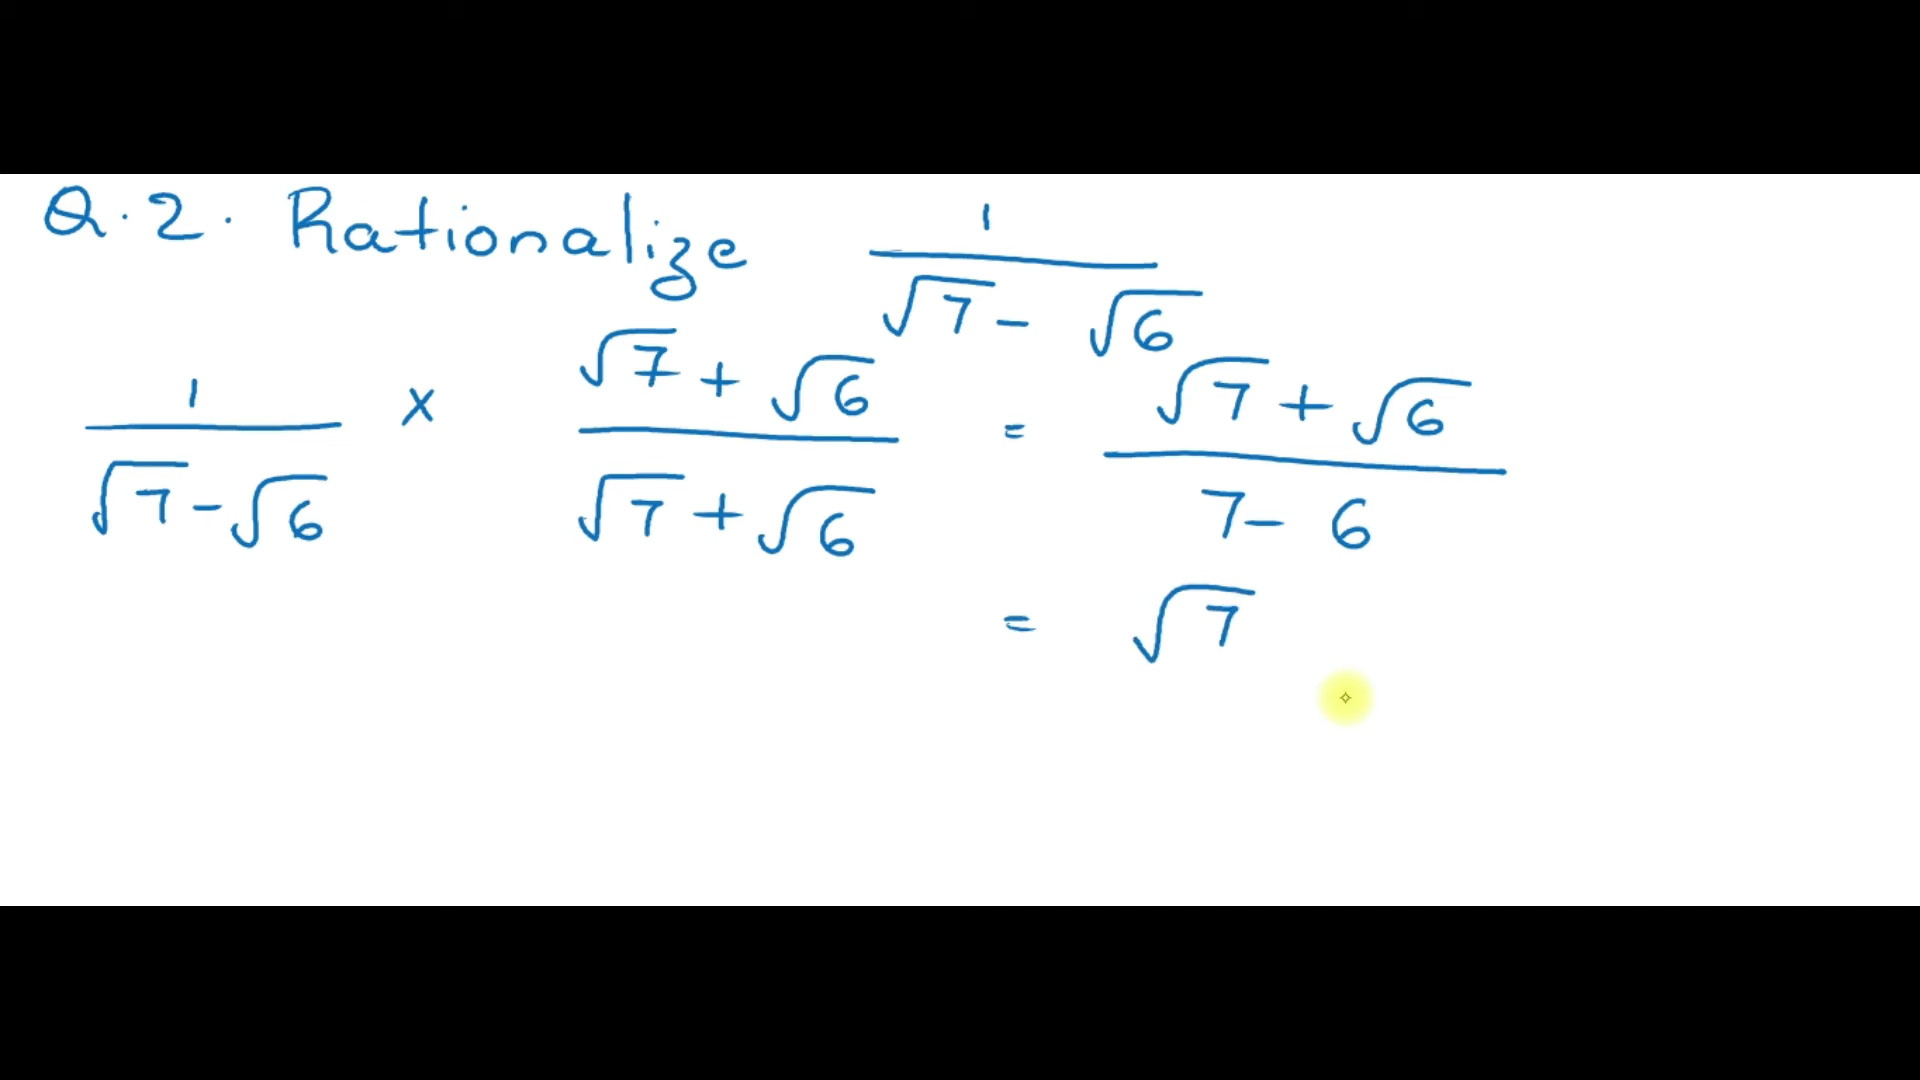 Q.2. Rationalize 1/(√7 - √6)
1/(√7 - √6) × (√7 + √6)/(√7 + √6) = (√7 + √6)/(7 - 6)
= √7